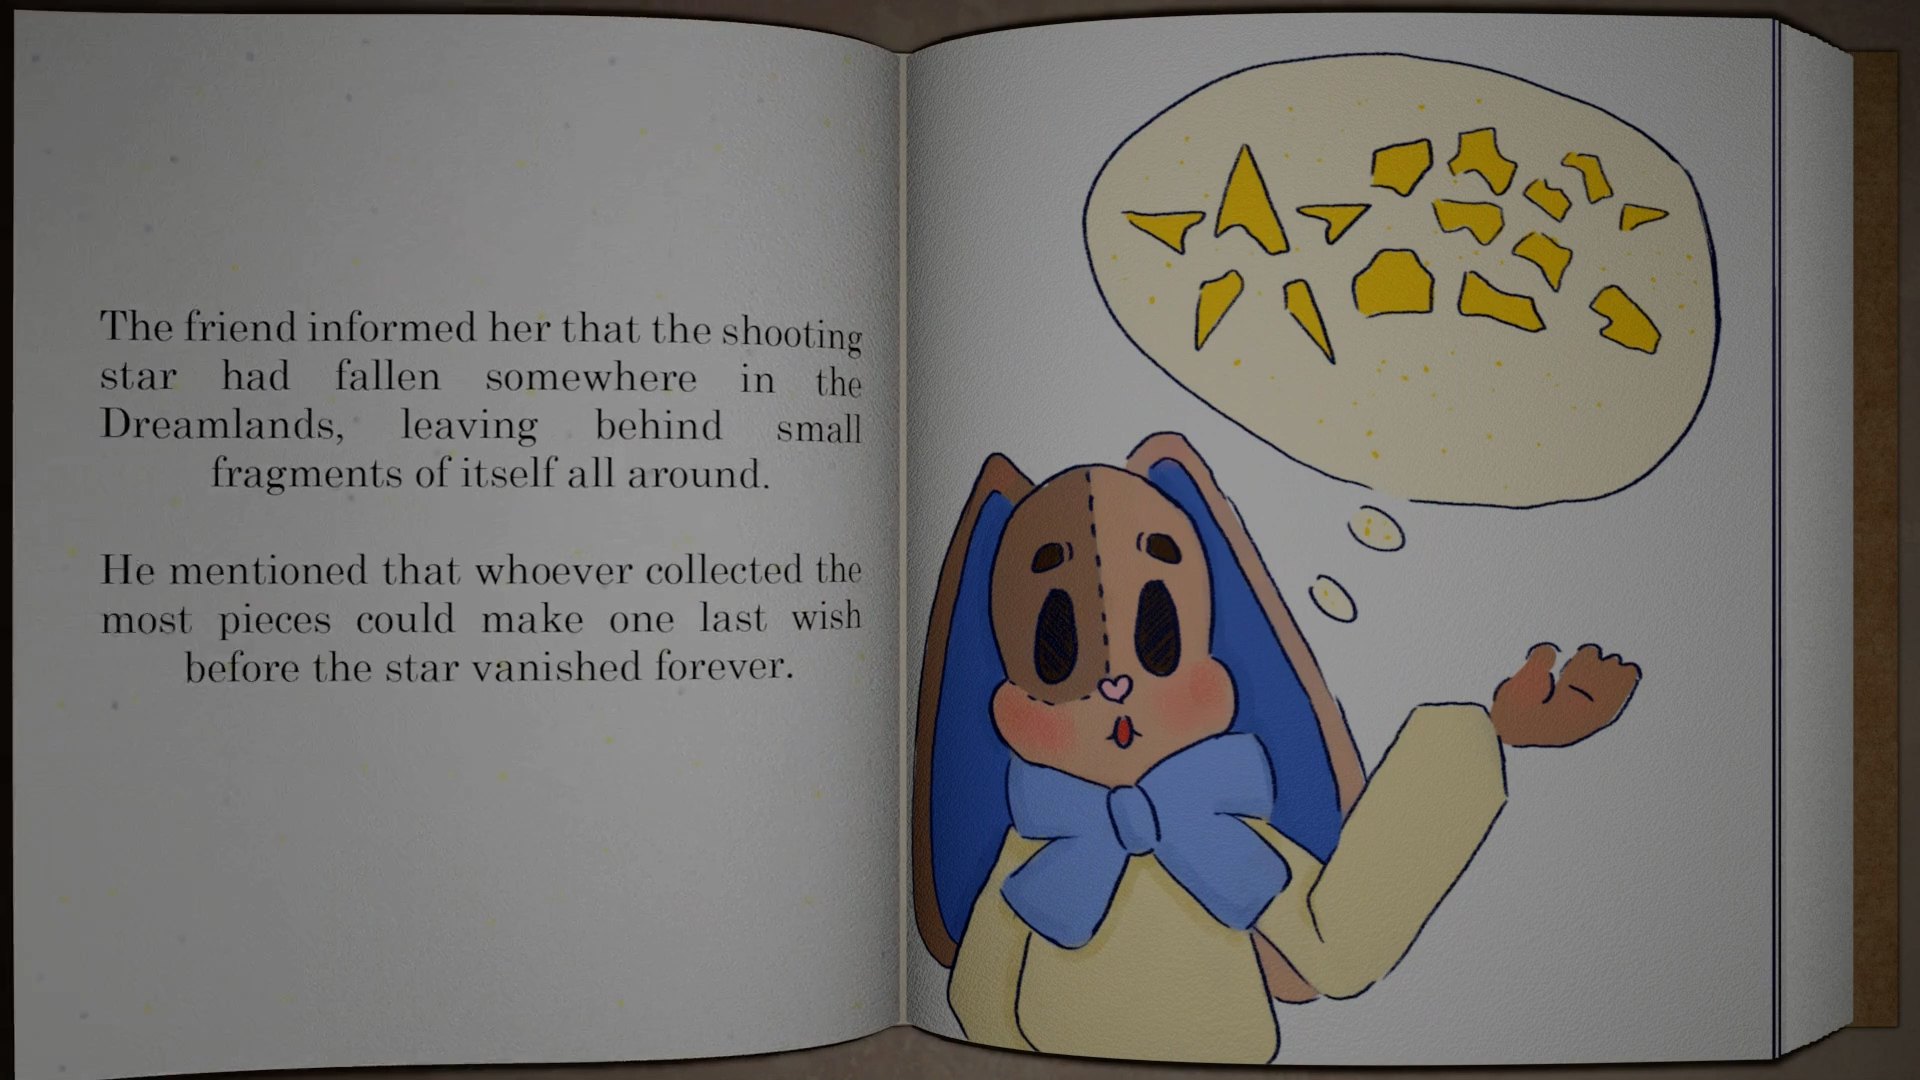 The friend informed her that the shooting
star had fallen somewhere in the
Dreamlands, leaving behind small
fragments of itself all around.
He mentioned that whoever collected the
most pieces could make one last wish
before the star vanished forever.